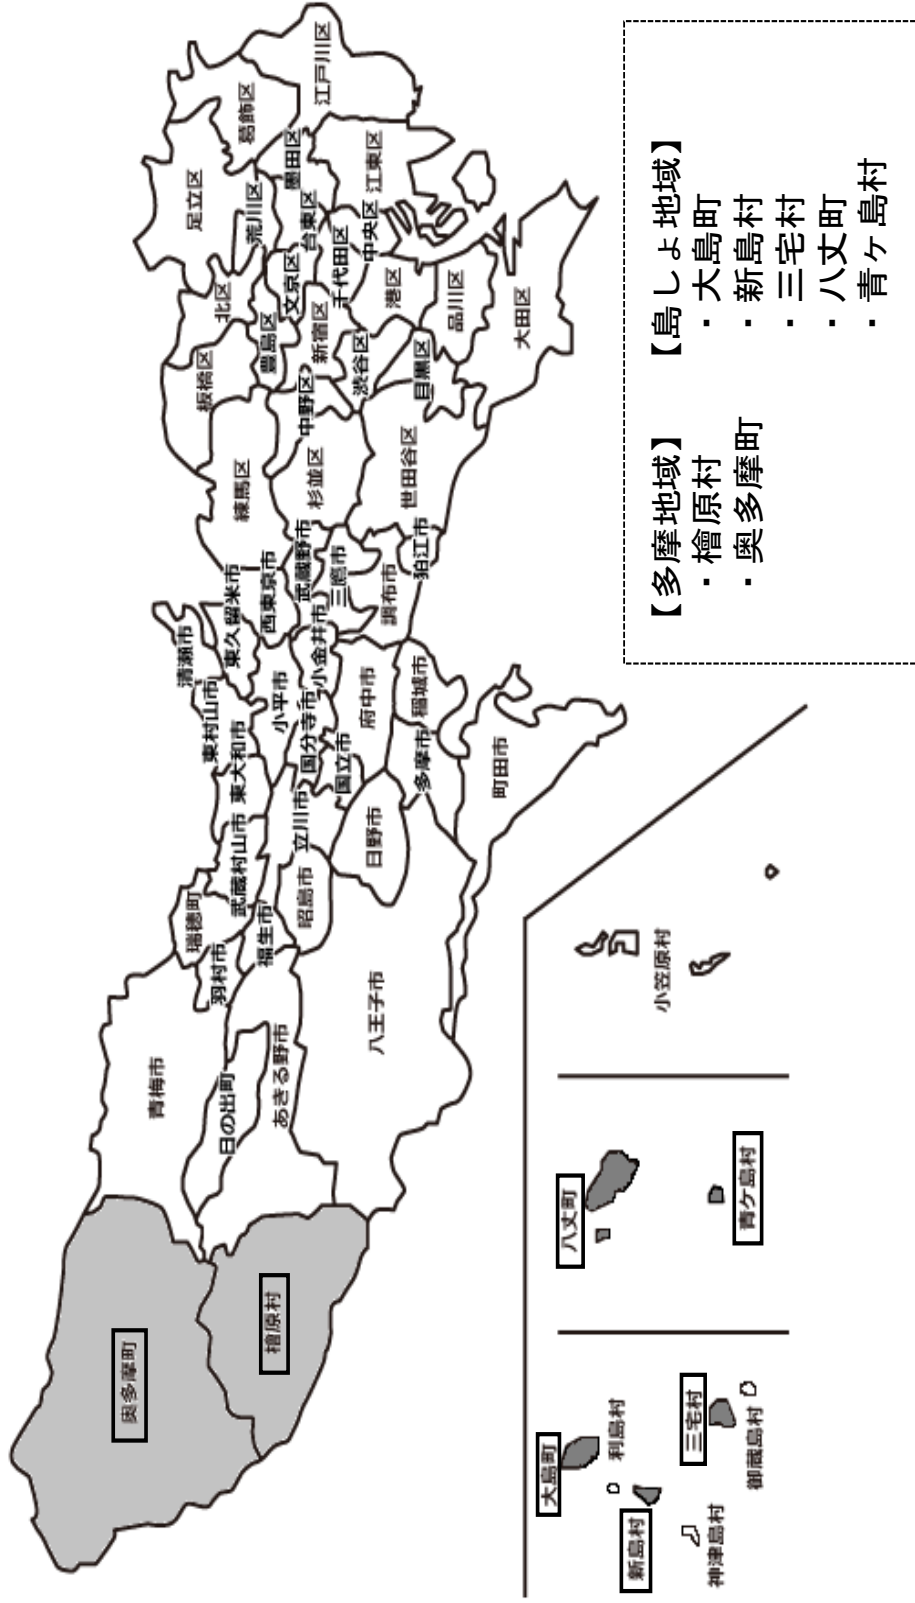 奥多摩町
檜原村
青梅市
日の出町
あきる野市
八王子市
瑞穂町
羽村市
福生市
昭島市
武蔵村山市
立川市
日野市
東大和市
東村山市
清瀬市
東久留米市
西東京市
小平市
国分寺市
国立市
小金井市
武蔵野市
三鷹市
府中市
調布市
狛江市
稲城市
多摩市
町田市
練馬区
板橋区
北区
足立区
葛飾区
江戸川区
荒川区
墨田区
豊島区
文京区
台東区
江東区
中野区
新宿区
千代田区
中央区
杉並区
渋谷区
港区
世田谷区
目黒区
品川区
大田区
大島町
利島村
新島村
神津島村
三宅村
御蔵島村
八丈町
青ケ島村
小笠原村
【多摩地域】
・檜原村
・奥多摩町
【島しょ地域】
・大島町
・新島村
・三宅村
・八丈町
・青ヶ島村